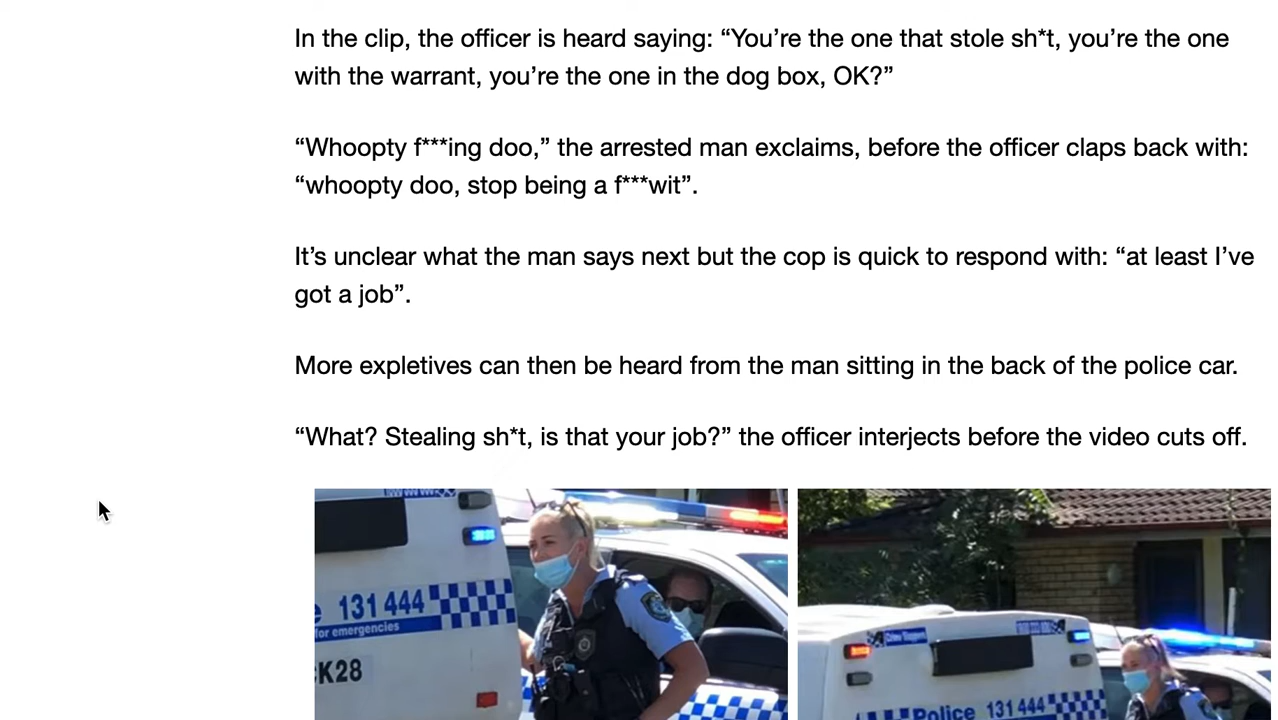 In the clip, the officer is heard saying: “You’re the one that stole sh*t, you’re the one
with the warrant, you’re the one in the dog box, OK?”
“Whoopty f***ing doo,” the arrested man exclaims, before the officer claps back with:
“whoopty doo, stop being a f***wit”.
It’s unclear what the man says next but the cop is quick to respond with: “at least I’ve
got a job”.
More expletives can then be heard from the man sitting in the back of the police car.
“What? Stealing sh*t, is that your job?” the officer interjects before the video cuts off.
131 444
for emergencies
K28
Crime Stoppers
Police 131 444